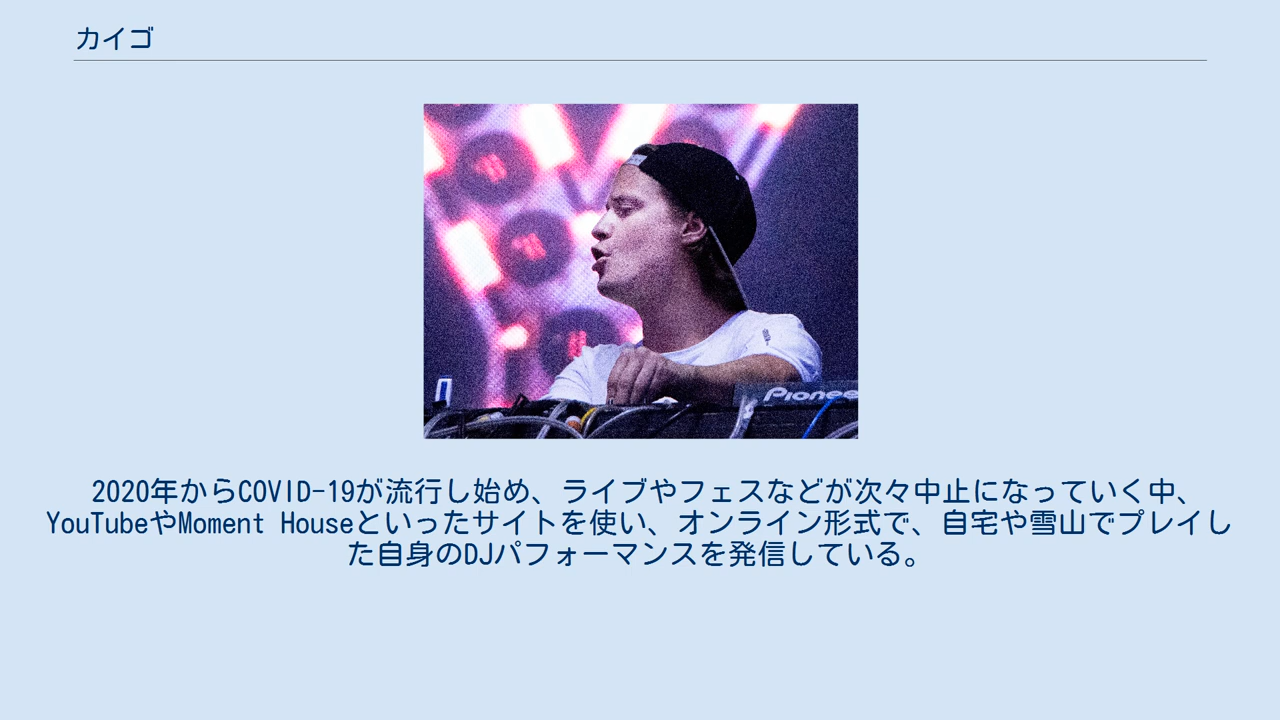 カイゴ
Pionee
2020年からCOVID-19が流行し始め、ライブやフェスなどが次々中止になっていく中、
YouTubeやMoment Houseといったサイトを使い、オンライン形式で、自宅や雪山でプレイし
た自身のDJパフォーマンスを発信している。